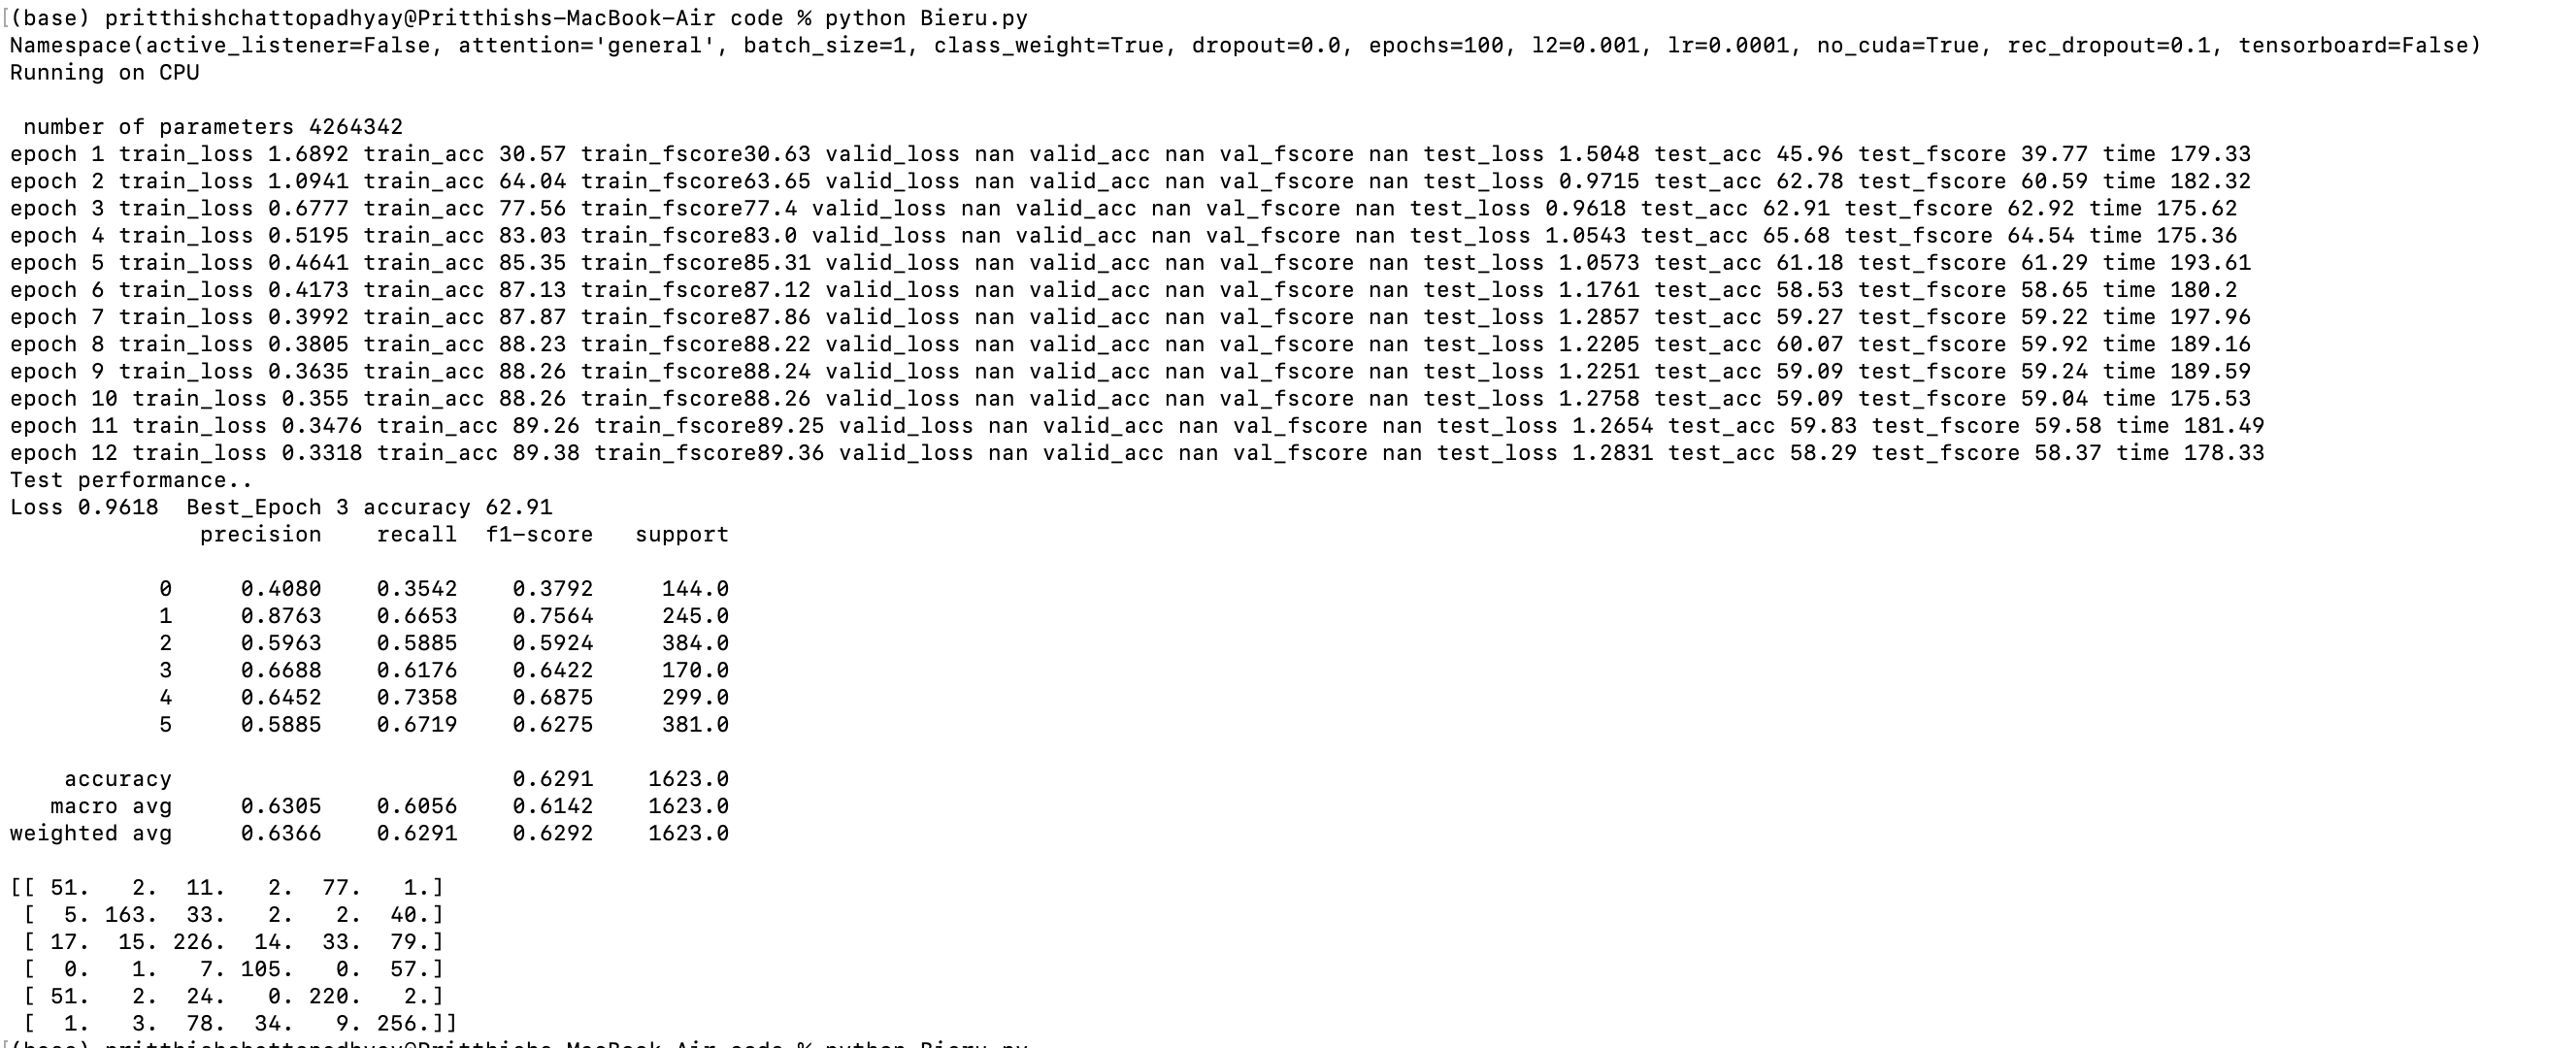 (base) pritthishchattopadhyay@Pritthishs-MacBook-Air code % python Bieru.py
Namespace(active_listener=False, attention='general', batch_size=1, class_weight=True, dropout=0.0, epochs=100, l2=0.001, lr=0.0001, no_cuda=True, rec_dropout=0.1, tensorboard=False)
Running on CPU
number of parameters 4264342
epoch 1 train_loss 1.6892 train_acc 30.57 train_fscore30.63 valid_loss nan valid_acc nan val_fscore nan test_loss 1.5048 test_acc 45.96 test_fscore 39.77 time 179.33
epoch 2 train_loss 1.0941 train_acc 64.04 train_fscore63.65 valid_loss nan valid_acc nan val_fscore nan test_loss 0.9715 test_acc 62.78 test_fscore 60.59 time 182.32
epoch 3 train_loss 0.6777 train_acc 77.56 train_fscore77.4 valid_loss nan valid_acc nan val_fscore nan test_loss 0.9618 test_acc 62.91 test_fscore 62.92 time 175.62
epoch 4 train_loss 0.5195 train_acc 83.03 train_fscore83.0 valid_loss nan valid_acc nan val_fscore nan test_loss 1.0543 test_acc 65.68 test_fscore 64.54 time 175.36
epoch 5 train_loss 0.4641 train_acc 85.35 train_fscore85.31 valid_loss nan valid_acc nan val_fscore nan test_loss 1.0573 test_acc 61.18 test_fscore 61.29 time 193.61
epoch 6 train_loss 0.4173 train_acc 87.13 train_fscore87.12 valid_loss nan valid_acc nan val_fscore nan test_loss 1.1761 test_acc 58.53 test_fscore 58.65 time 180.2
epoch 7 train_loss 0.3992 train_acc 87.87 train_fscore87.86 valid_loss nan valid_acc nan val_fscore nan test_loss 1.2857 test_acc 59.27 test_fscore 59.22 time 197.96
epoch 8 train_loss 0.3805 train_acc 88.23 train_fscore88.22 valid_loss nan valid_acc nan val_fscore nan test_loss 1.2205 test_acc 60.07 test_fscore 59.92 time 189.16
epoch 9 train_loss 0.3635 train_acc 88.26 train_fscore88.24 valid_loss nan valid_acc nan val_fscore nan test_loss 1.2251 test_acc 59.09 test_fscore 59.24 time 189.59
epoch 10 train_loss 0.355 train_acc 88.26 train_fscore88.26 valid_loss nan valid_acc nan val_fscore nan test_loss 1.2758 test_acc 59.09 test_fscore 59.04 time 175.53
epoch 11 train_loss 0.3476 train_acc 89.26 train_fscore89.25 valid_loss nan valid_acc nan val_fscore nan test_loss 1.2654 test_acc 59.83 test_fscore 59.58 time 181.49
epoch 12 train_loss 0.3318 train_acc 89.38 train_fscore89.36 valid_loss nan valid_acc nan val_fscore nan test_loss 1.2831 test_acc 58.29 test_fscore 58.37 time 178.33
Test performance..
Loss 0.9618  Best_Epoch 3 accuracy 62.91
precision    recall  f1-score   support
0     0.4080    0.3542    0.3792     144.0
1     0.8763    0.6653    0.7564     245.0
2     0.5963    0.5885    0.5924     384.0
3     0.6688    0.6176    0.6422     170.0
4     0.6452    0.7358    0.6875     299.0
5     0.5885    0.6719    0.6275     381.0
accuracy                         0.6291    1623.0
macro avg     0.6305    0.6056    0.6142    1623.0
weighted avg     0.6366    0.6291    0.6292    1623.0
[[ 51.   2.  11.   2.  77.   1.]
[  5. 163.  33.   2.   2.  40.]
[ 17.  15. 226.  14.  33.  79.]
[  0.   1.   7. 105.   0.  57.]
[ 51.   2.  24.   0. 220.   2.]
[  1.   3.  78.  34.   9. 256.]]
(base) pritthishchattopadhyay@Pritthishs-MacBook-Air code % python Bieru.py